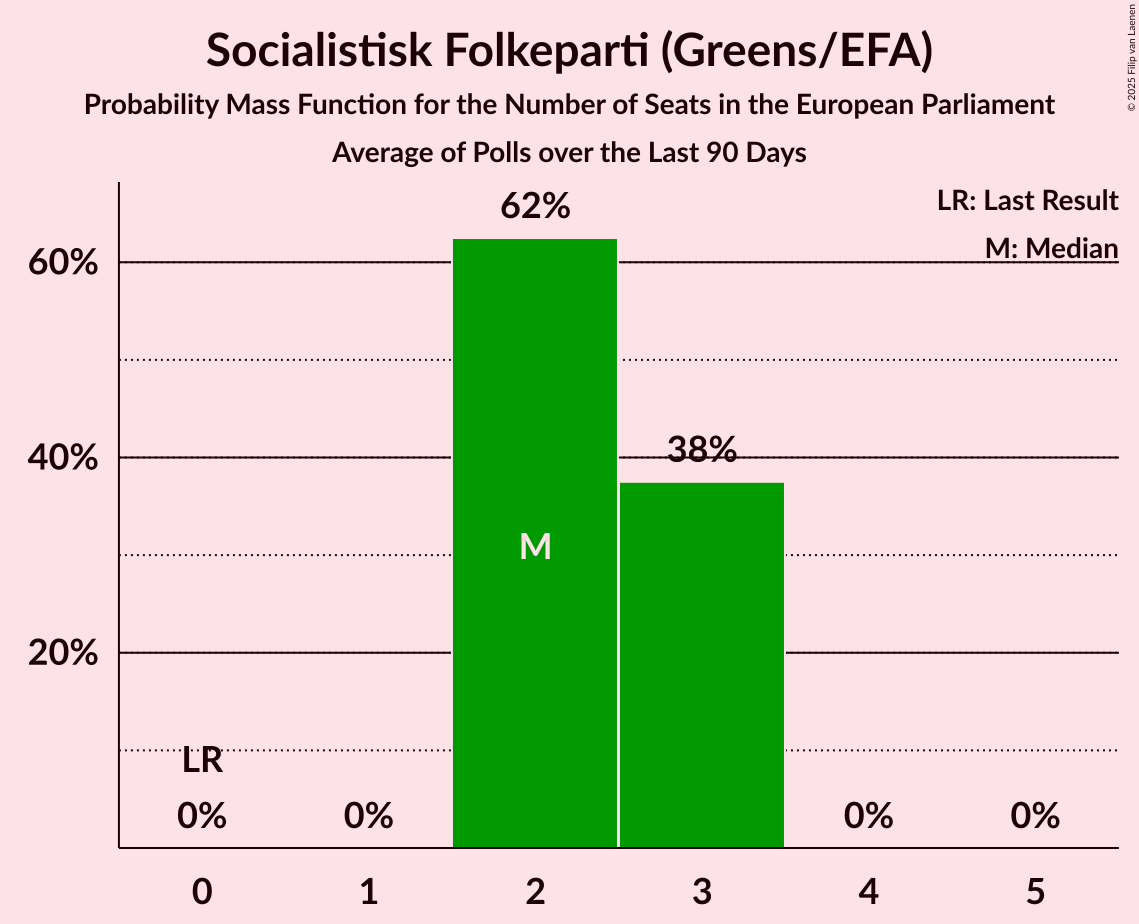 Socialistisk Folkeparti (Greens/EFA)
Probability Mass Function for the Number of Seats in the European Parliament
Average of Polls over the Last 90 Days
© 2025 Filip van Laenen
LR: Last Result
M: Median
62%
60%
38%
40%
M
20%
LR
0% 0% 0% 0%
0 1 2 3 4 5